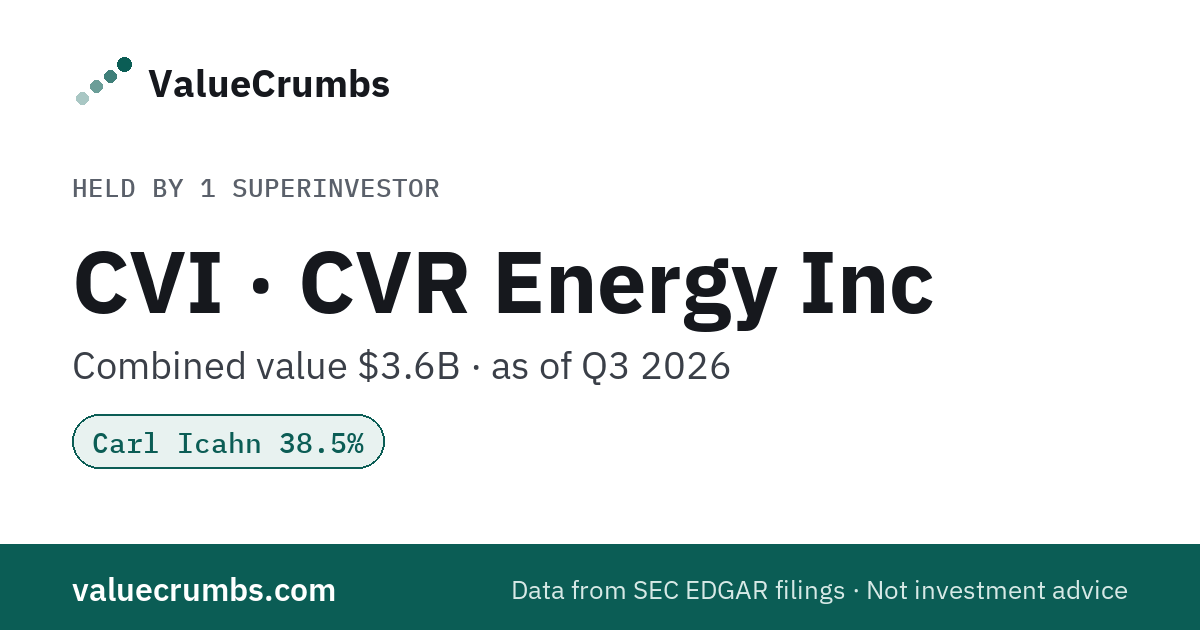 ValueCrumbs
HELD BY 1 SUPERINVESTOR
CVI · CVR Energy Inc
Combined value $3.6B · as of Q3 2026
Carl Icahn 38.5%
valuecrumbs.com
Data from SEC EDGAR filings · Not investment advice